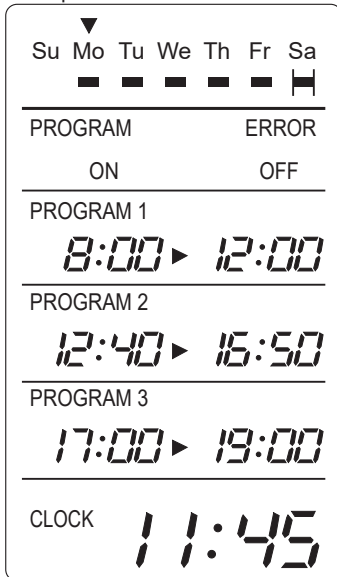 Su Mo Tu We Th Fr Sa
PROGRAM ERROR
ON OFF
PROGRAM 1
8:00 ▸ 12:00
PROGRAM 2
12:40 ▸ 16:50
PROGRAM 3
17:00 ▸ 19:00
CLOCK 11:45